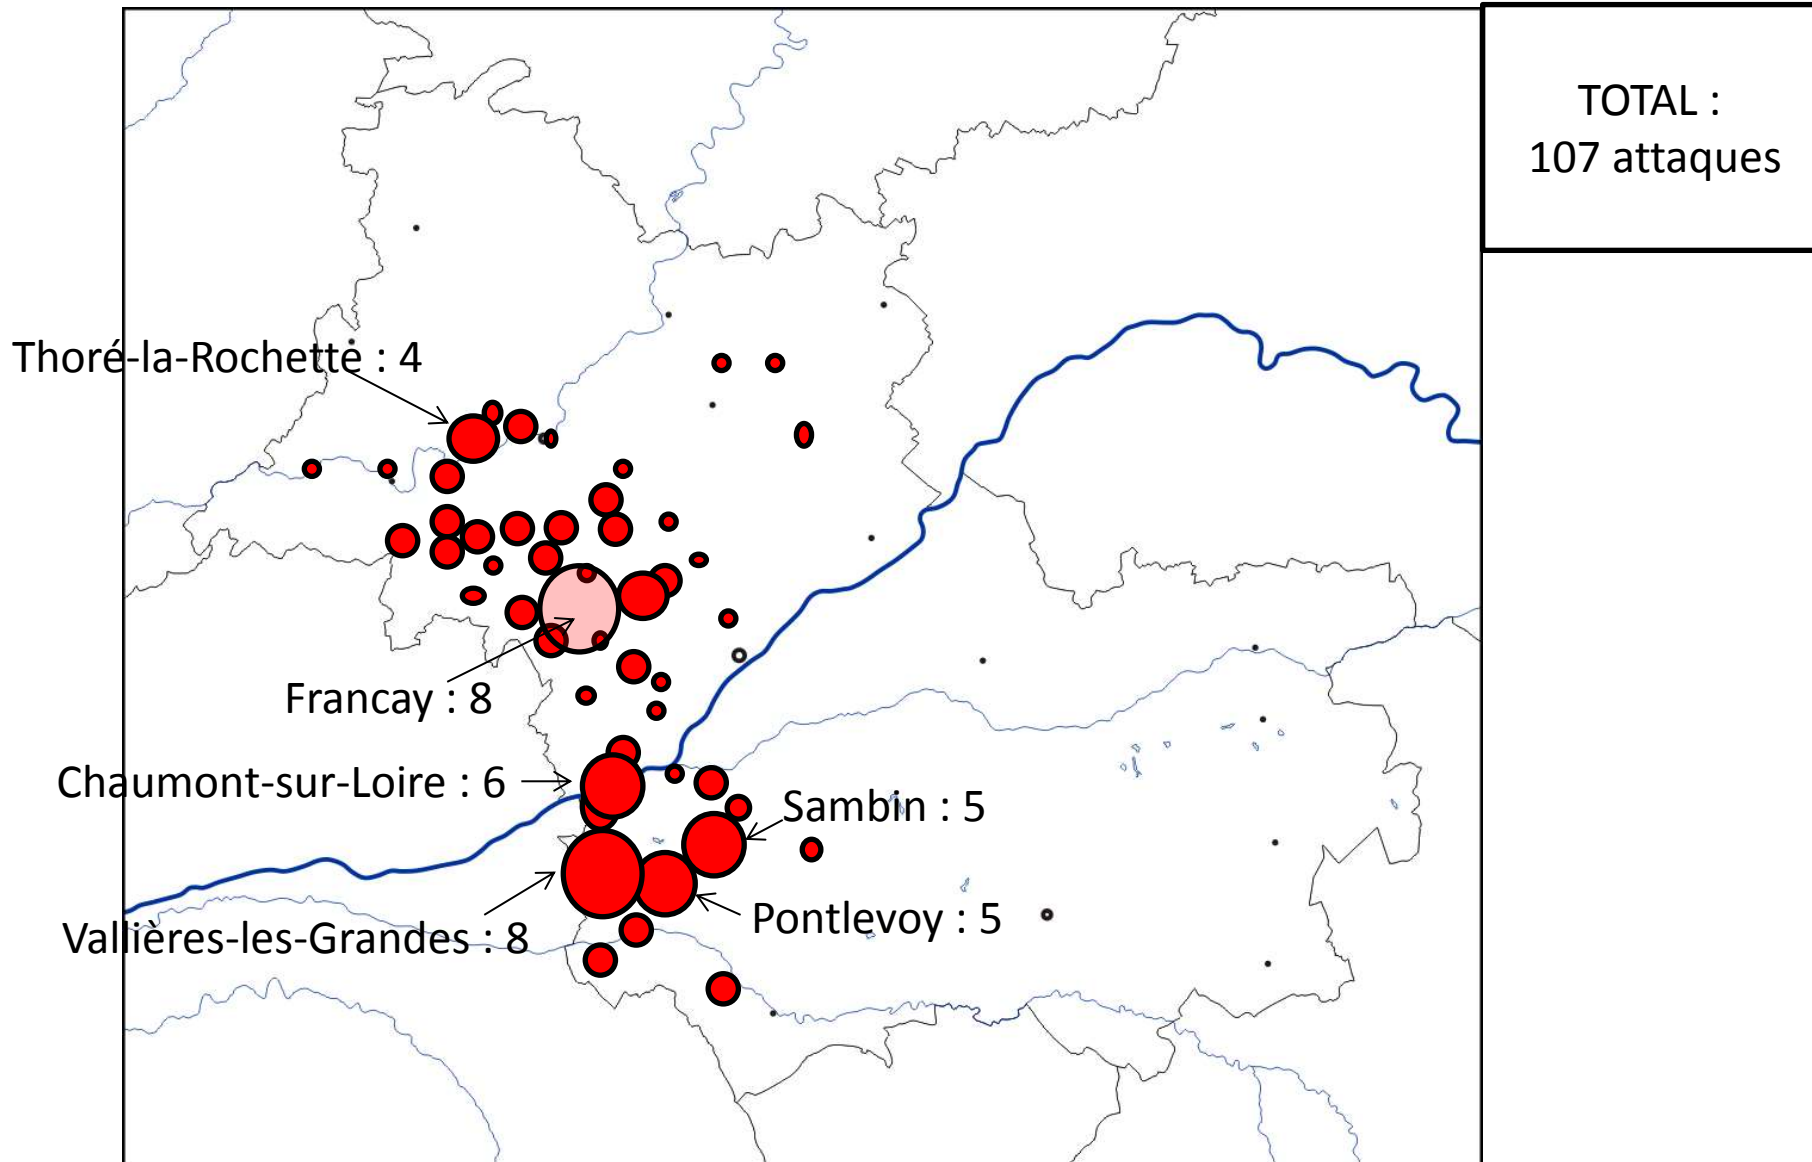 TOTAL :
107 attaques
Thoré-la-Rochette : 4
Francay : 8
Chaumont-sur-Loire : 6
Sambin : 5
Pontlevoy : 5
Vallières-les-Grandes : 8